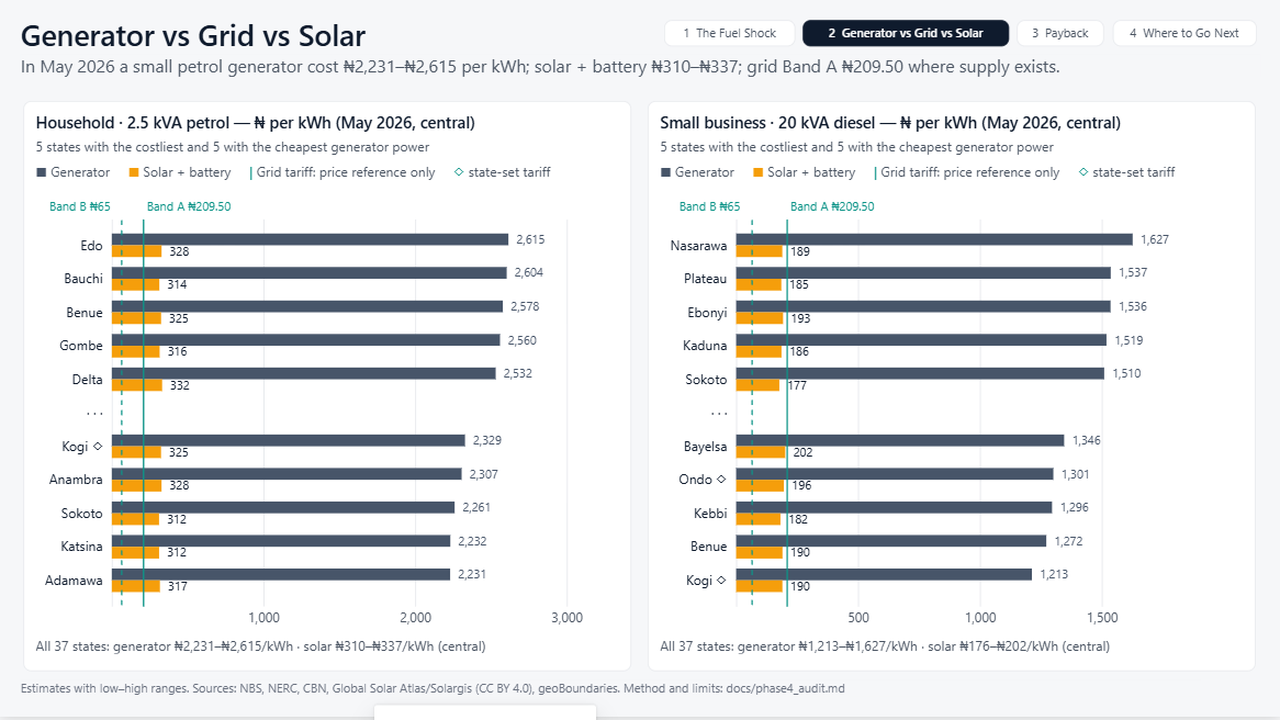 Generator vs Grid vs Solar
1 The Fuel Shock
2 Generator vs Grid vs Solar
3 Payback
4 Where to Go Next
In May 2026 a small petrol generator cost ₦2,231–₦2,615 per kWh; solar + battery ₦310–₦337; grid Band A ₦209.50 where supply exists.
Household · 2.5 kVA petrol — ₦ per kWh (May 2026, central)
5 states with the costliest and 5 with the cheapest generator power
Generator Solar + battery Grid tariff: price reference only ◇ state-set tariff
Band B ₦65 Band A ₦209.50
Edo 2,615
328
Bauchi 2,604
314
Benue 2,578
325
Gombe 2,560
316
Delta 2,532
332
...
Kogi ◇ 2,329
325
Anambra 2,307
328
Sokoto 2,261
312
Katsina 2,232
312
Adamawa 2,231
317
1,000 2,000 3,000
All 37 states: generator ₦2,231–₦2,615/kWh · solar ₦310–₦337/kWh (central)
Small business · 20 kVA diesel — ₦ per kWh (May 2026, central)
5 states with the costliest and 5 with the cheapest generator power
Generator Solar + battery Grid tariff: price reference only ◇ state-set tariff
Band B ₦65 Band A ₦209.50
Nasarawa 1,627
189
Plateau 1,537
185
Ebonyi 1,536
193
Kaduna 1,519
186
Sokoto 1,510
177
...
Bayelsa 1,346
202
Ondo ◇ 1,301
196
Kebbi 1,296
182
Benue 1,272
190
Kogi ◇ 1,213
190
500 1,000 1,500
All 37 states: generator ₦1,213–₦1,627/kWh · solar ₦176–₦202/kWh (central)
Estimates with low–high ranges. Sources: NBS, NERC, CBN, Global Solar Atlas/Solargis (CC BY 4.0), geoBoundaries. Method and limits: docs/phase4_audit.md